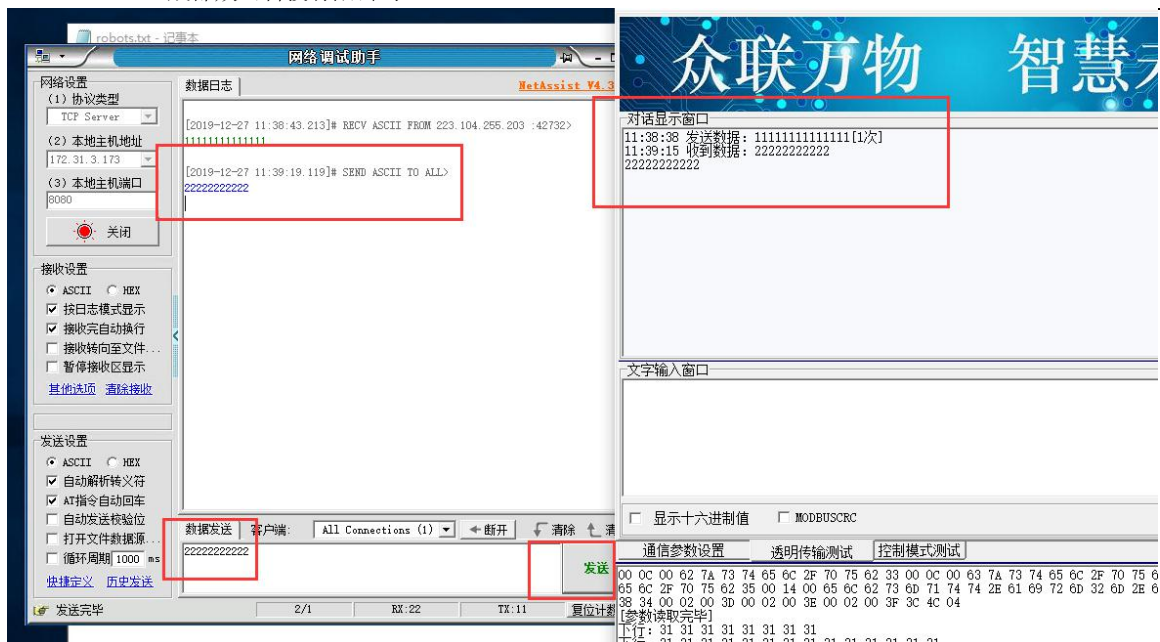 robots.txt - 记事本
网络调试助手
网络设置
(1) 协议类型
TCP Server
(2) 本地主机地址
172.31.3.173
(3) 本地主机端口
8080
关闭
接收设置
ASCII HEX
按日志模式显示
接收完自动换行
接收转向至文件...
暂停接收区显示
其他选项 清除接收
发送设置
ASCII HEX
自动解析转义符
AT指令自动回车
自动发送校验位
打开文件数据源...
循环周期 1000 ms
快捷定义 历史发送
发送完毕
数据日志
NetAssist V4.3
[2019-12-27 11:38:43.213]# RECV ASCII FROM 223.104.255.203 :42732>
11111111111111
[2019-12-27 11:39:19.119]# SEND ASCII TO ALL>
22222222222
数据发送 客户端: All Connections (1) 断开 清除
22222222222
发送
2/1 RX:22 TX:11 复位计数
众联万物 智慧
对话显示窗口
11:38:38 发送数据: 11111111111111[1次]
11:39:15 收到数据: 22222222222
22222222222
文字输入窗口
显示十六进制值 MODBUSCRC
通信参数设置 透明传输测试 控制模式测试
00 0C 00 62 7A 73 74 65 6C 2F 70 75 62 33 00 0C 00 63 7A 73 74 65 6C 2F 70 75 6
65 6C 2F 70 75 62 35 00 14 00 65 6C 62 73 6D 71 74 74 2E 61 69 72 6D 32 6D 2E 6
38 34 00 02 00 3D 00 02 00 3E 00 02 00 3F 3C 4C 04
[参数读取完毕]
下行: 31 31 31 31 31 31 31 31